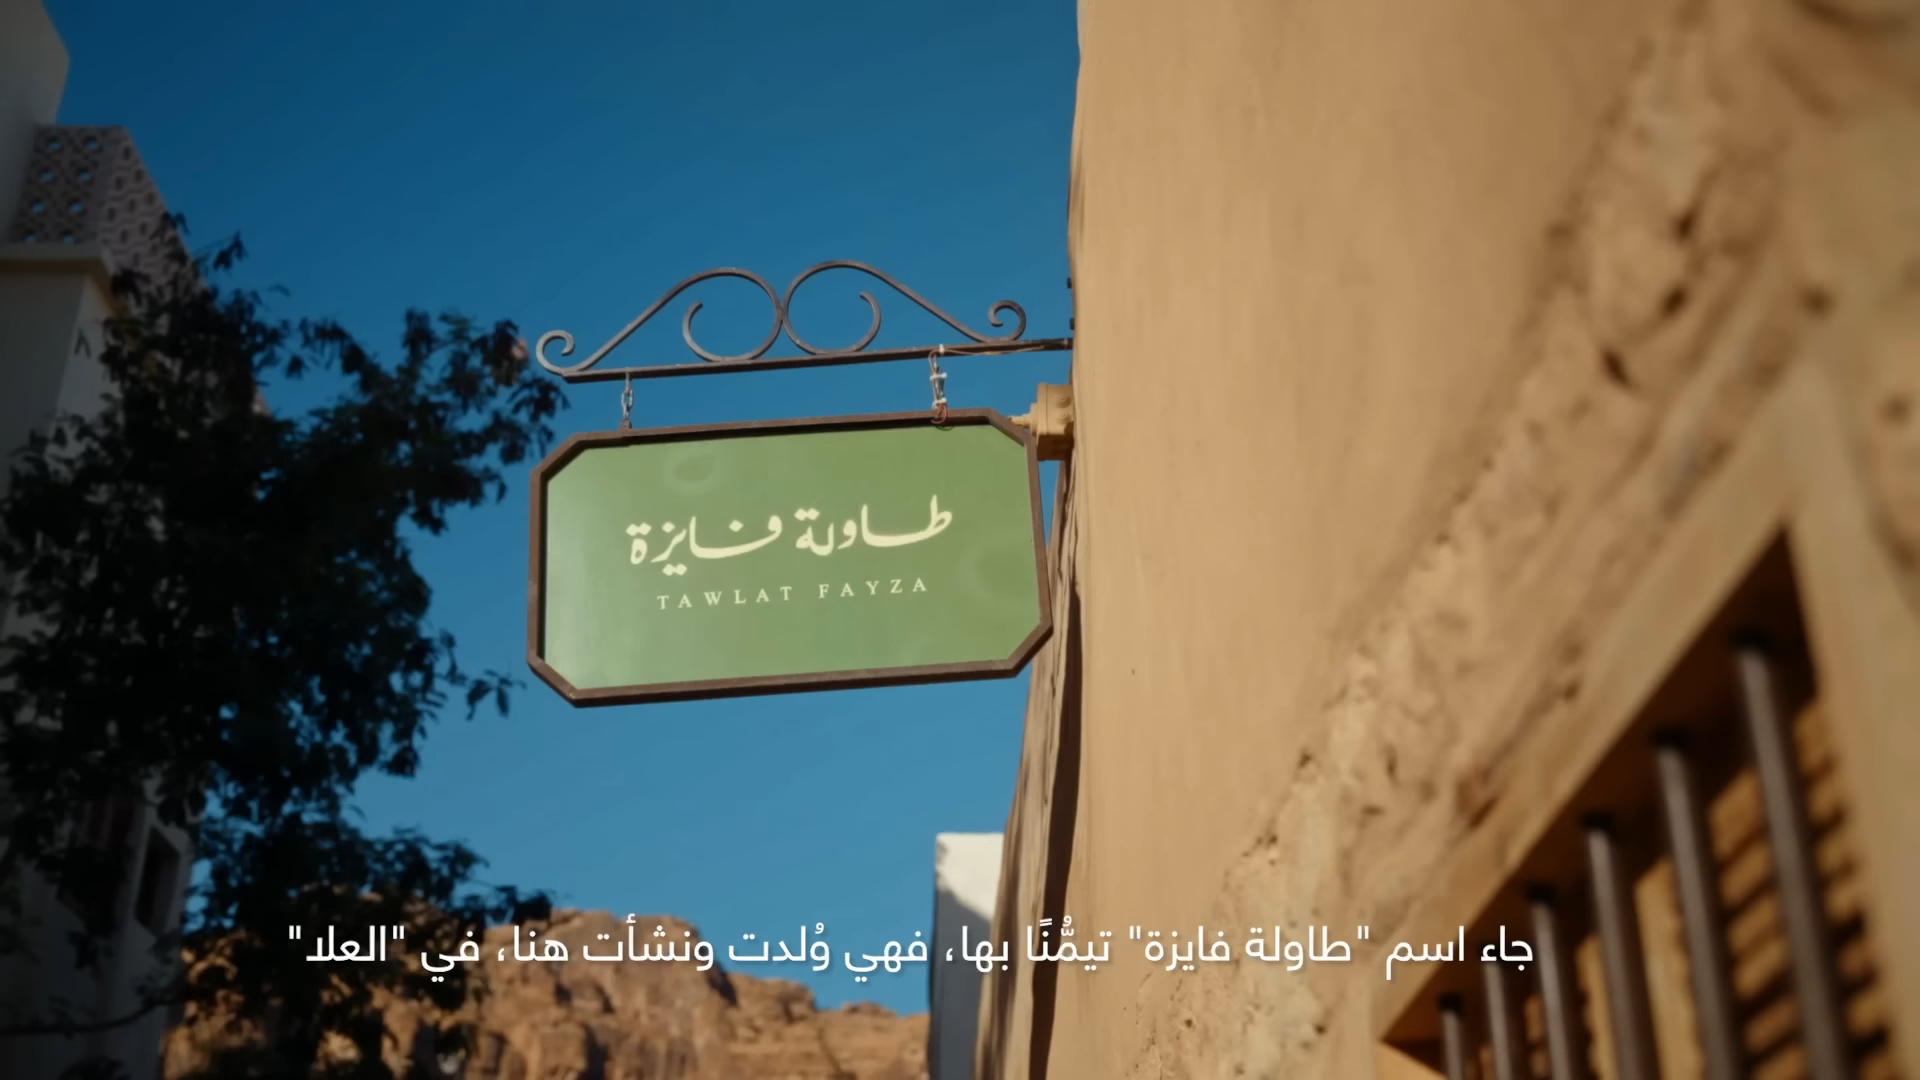 طاولة فايزة
TAWLAT FAYZA
جاء اسم "طاولة فايزة" تيمُّنًا بها، فهي وُلدت ونشأت هنا، في "العلا"